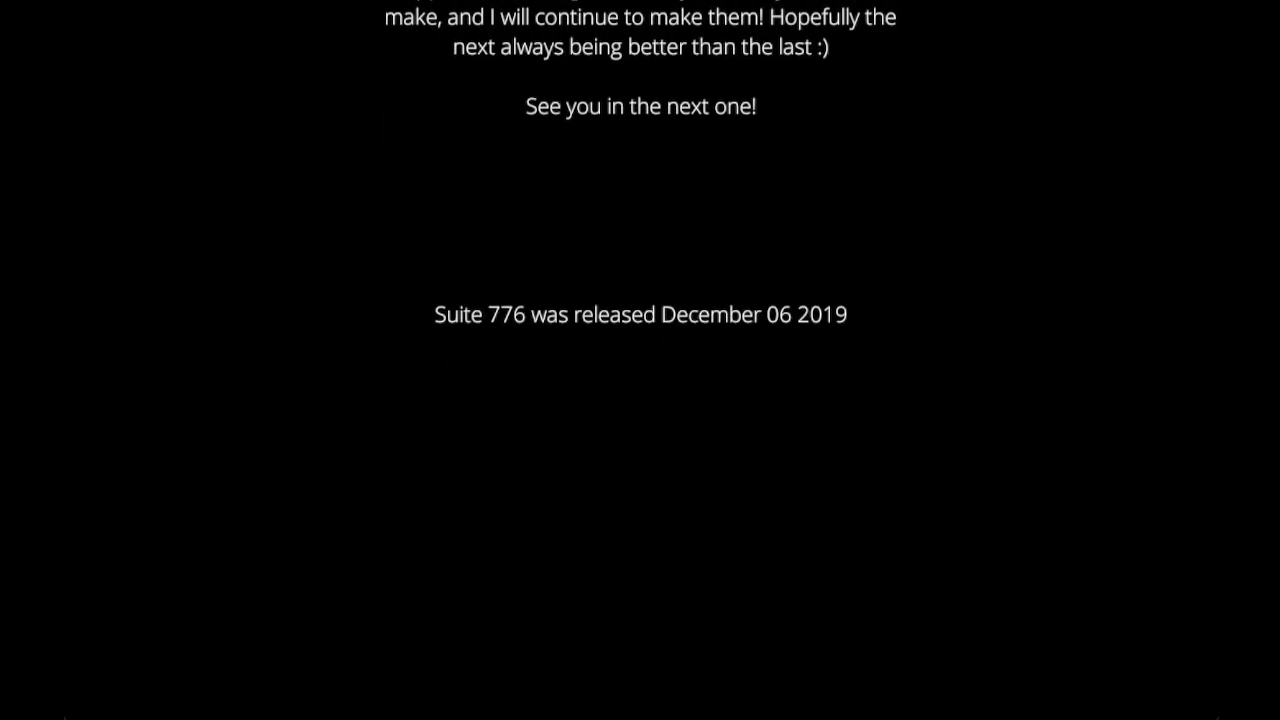 make, and I will continue to make them! Hopefully the
next always being better than the last :)
See you in the next one!
Suite 776 was released December 06 2019